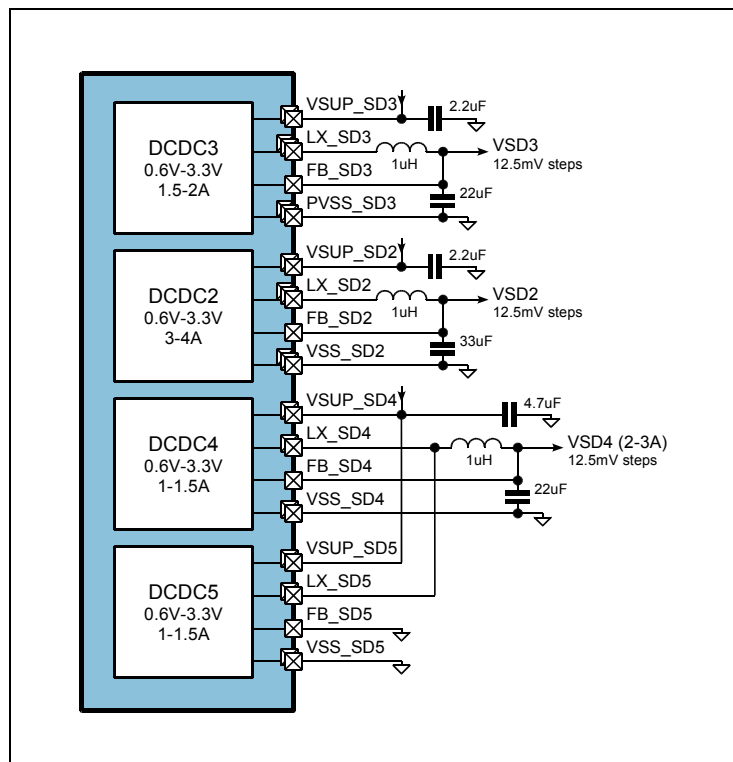 DCDC3
0.6V-3.3V
1.5-2A
VSUP_SD3
2.2uF
LX_SD3
1uH
VSD3
12.5mV steps
FB_SD3
22uF
PVSS_SD3
DCDC2
0.6V-3.3V
3-4A
VSUP_SD2
2.2uF
LX_SD2
1uH
VSD2
12.5mV steps
FB_SD2
33uF
VSS_SD2
DCDC4
0.6V-3.3V
1-1.5A
VSUP_SD4
4.7uF
LX_SD4
1uH
VSD4 (2-3A)
12.5mV steps
FB_SD4
22uF
VSS_SD4
DCDC5
0.6V-3.3V
1-1.5A
VSUP_SD5
LX_SD5
FB_SD5
VSS_SD5